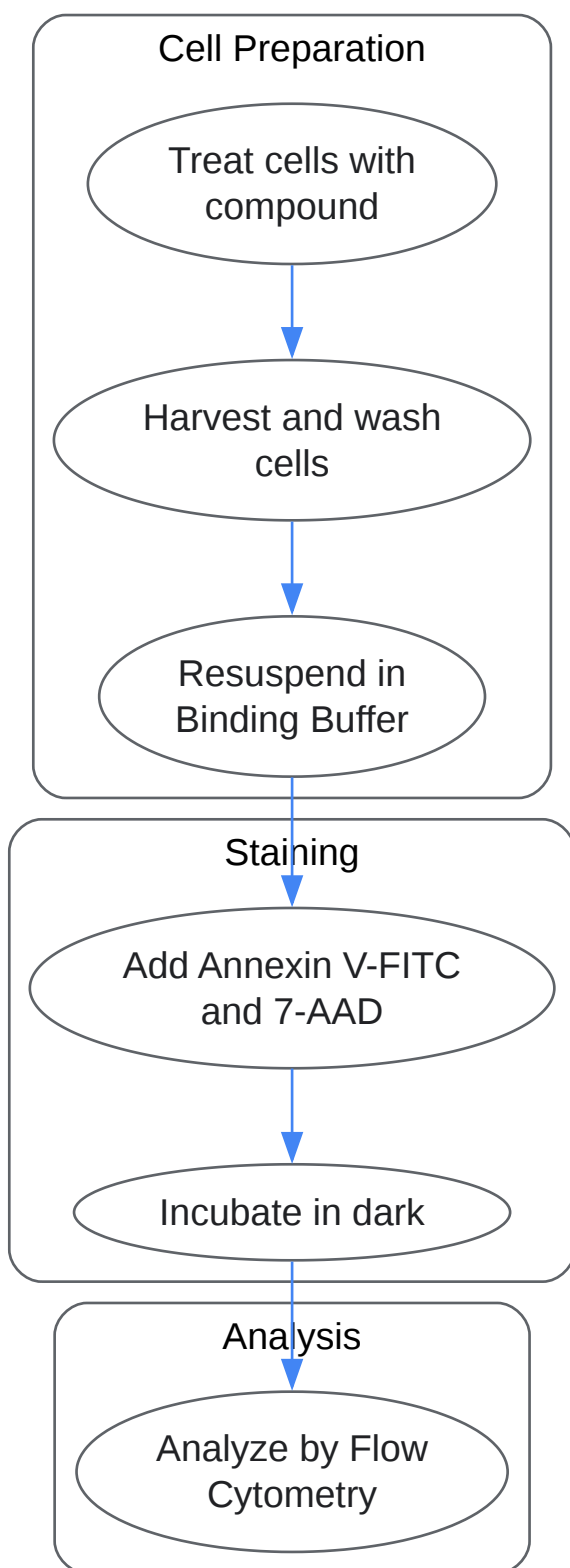 Cell Preparation
Treat cells with
compound
Harvest and wash
cells
Resuspend in
Binding Buffer
Staining
Add Annexin V-FITC
and 7-AAD
Incubate in dark
Analysis
Analyze by Flow
Cytometry